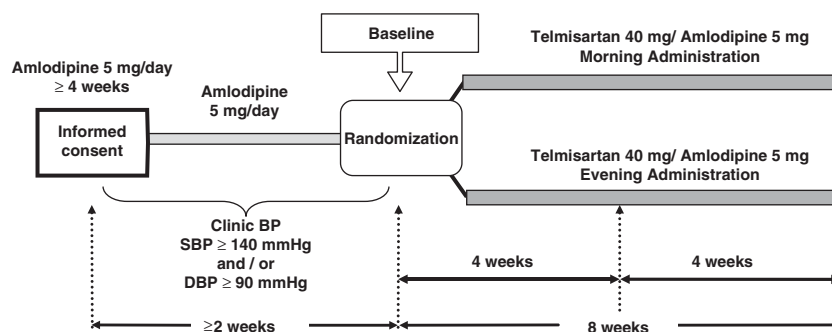 Baseline
Telmisartan 40 mg/ Amlodipine 5 mg
Morning Administration
Amlodipine 5 mg/day
≥ 4 weeks
Amlodipine
5 mg/day
Informed
consent
Randomization
Telmisartan 40 mg/ Amlodipine 5 mg
Evening Administration
Clinic BP
SBP ≥ 140 mmHg
and / or
DBP ≥ 90 mmHg
4 weeks
4 weeks
≥2 weeks
8 weeks